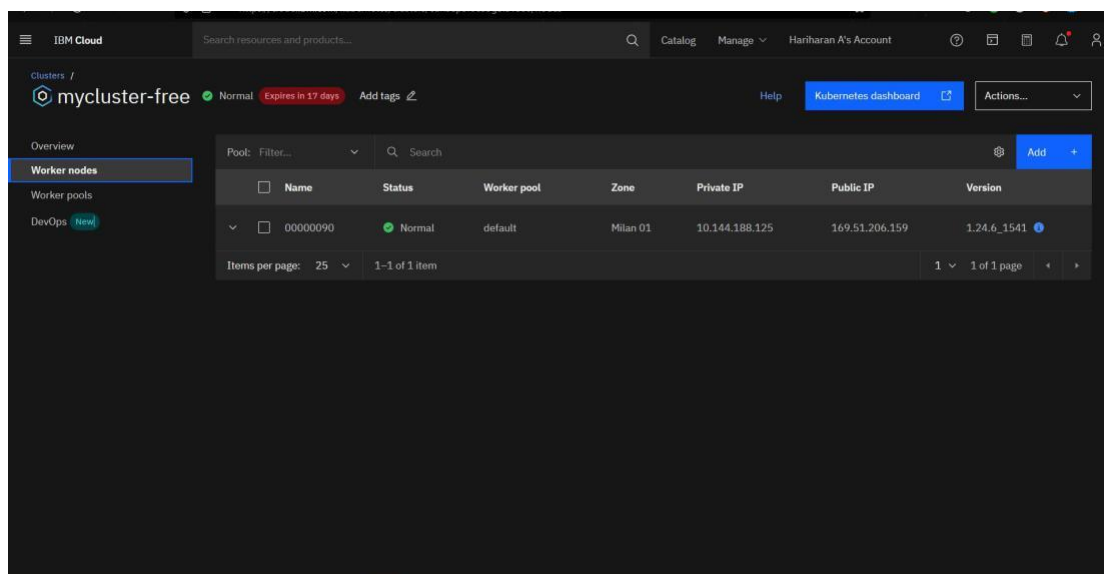 IBM Cloud Search resources and products... Catalog Manage Hariharan A's Account
Clusters /
mycluster-free Normal Expires in 17 days Add tags Help Kubernetes dashboard Actions...
Overview
Worker nodes
Worker pools
DevOps New
Pool: Filter... Search Add +
Name Status Worker pool Zone Private IP Public IP Version
00000090 Normal default Milan 01 10.144.188.125 169.51.206.159 1.24.6_1541
Items per page: 25 1–1 of 1 item 1 1 of 1 page